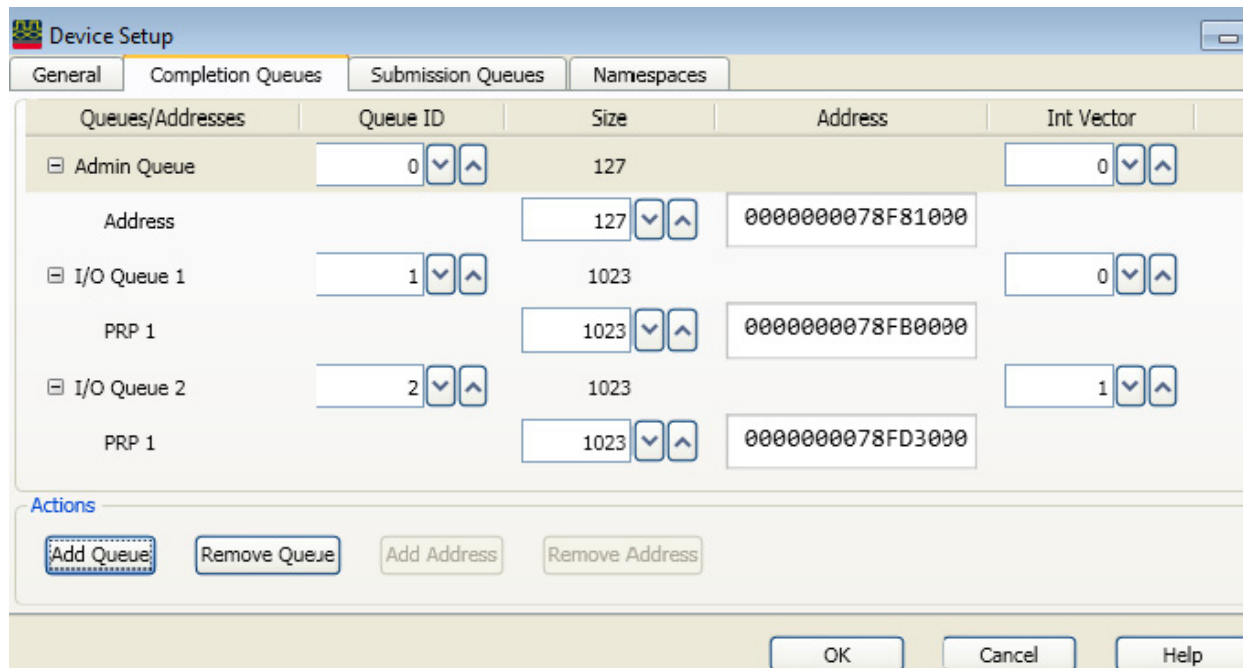 Device Setup
General Completion Queues Submission Queues Namespaces
Queues/Addresses Queue ID Size Address Int Vector
Admin Queue 0 127 0
Address 127 0000000078F81000
I/O Queue 1 1 1023 0
PRP 1 1023 0000000078FB0000
I/O Queue 2 2 1023 1
PRP 1 1023 0000000078FD3000
Actions
Add Queue Remove Queue Add Address Remove Address
OK Cancel Help